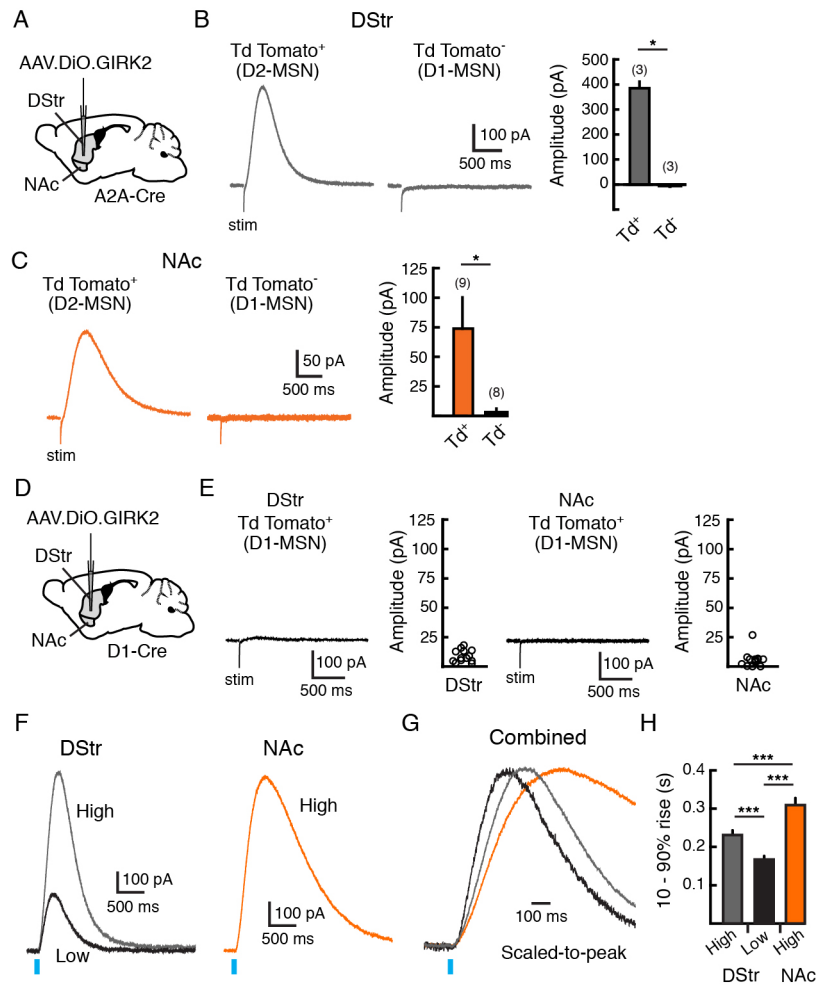 A
AAV.DiO.GIRK2
DStr
NAc
A2A-Cre
B
DStr
Td Tomato⁺
(D2-MSN)
Td Tomato⁻
(D1-MSN)
stim
100 pA
500 ms
Amplitude (pA)
500
400
300
200
100
0
(3)
*
(3)
Td⁺
Td⁻
C
NAc
Td Tomato⁺
(D2-MSN)
Td Tomato⁻
(D1-MSN)
stim
50 pA
500 ms
Amplitude (pA)
125
100
75
50
25
(9)
*
(8)
Td⁺
Td⁻
D
AAV.DiO.GIRK2
DStr
NAc
D1-Cre
E
DStr
Td Tomato⁺
(D1-MSN)
stim
100 pA
500 ms
Amplitude (pA)
125
100
75
50
25
DStr
NAc
Td Tomato⁺
(D1-MSN)
stim
100 pA
500 ms
Amplitude (pA)
125
100
75
50
25
NAc
F
DStr
High
Low
100 pA
500 ms
NAc
High
100 pA
500 ms
G
Combined
100 ms
Scaled-to-peak
H
10 - 90% rise (s)
0.4
0.3
0.2
0.1
***
***
***
High
Low
High
DStr
NAc